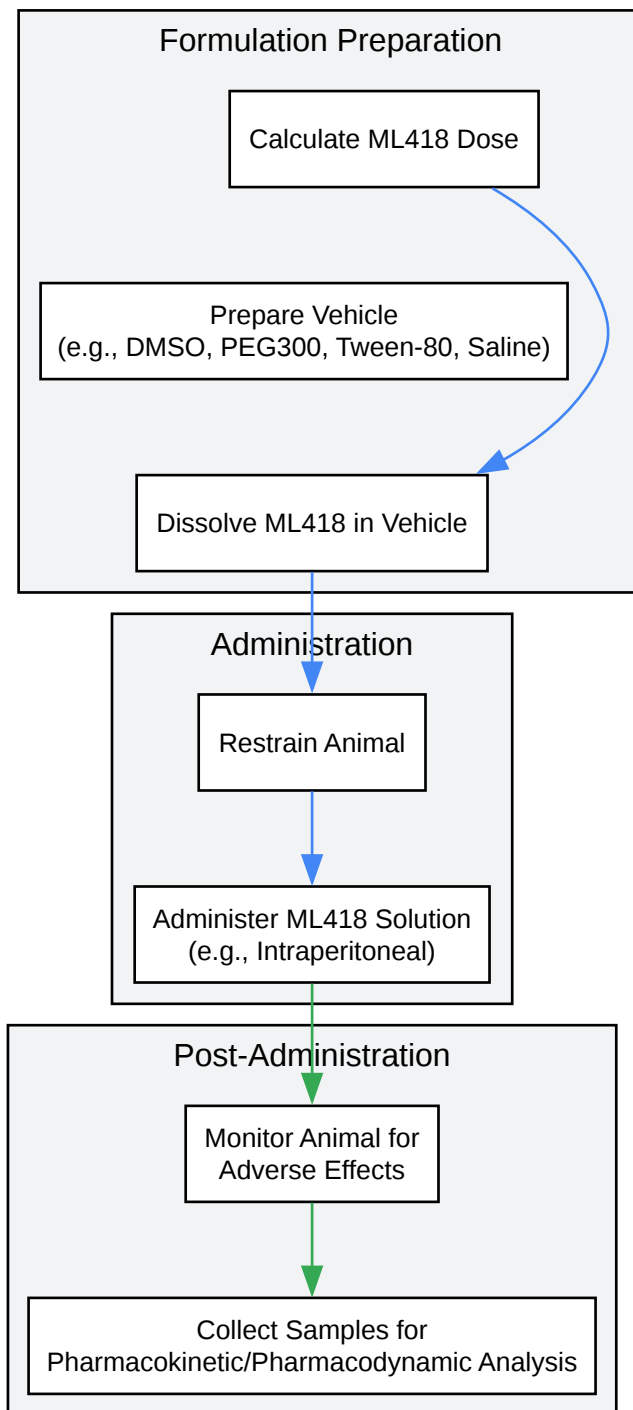 Formulation Preparation
Calculate ML418 Dose
Prepare Vehicle
(e.g., DMSO, PEG300, Tween-80, Saline)
Dissolve ML418 in Vehicle
Administration
Restrain Animal
Administer ML418 Solution
(e.g., Intraperitoneal)
Post-Administration
Monitor Animal for
Adverse Effects
Collect Samples for
Pharmacokinetic/Pharmacodynamic Analysis